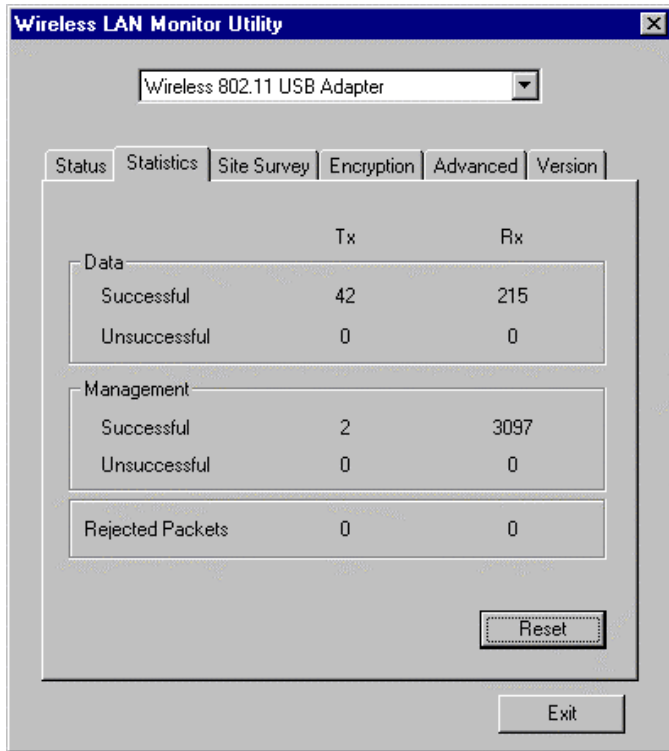 Wireless LAN Monitor Utility
Wireless 802.11 USB Adapter
Status Statistics Site Survey Encryption Advanced Version
Tx Rx
Data
Successful 42 215
Unsuccessful 0 0
Management
Successful 2 3097
Unsuccessful 0 0
Rejected Packets 0 0
Reset
Exit